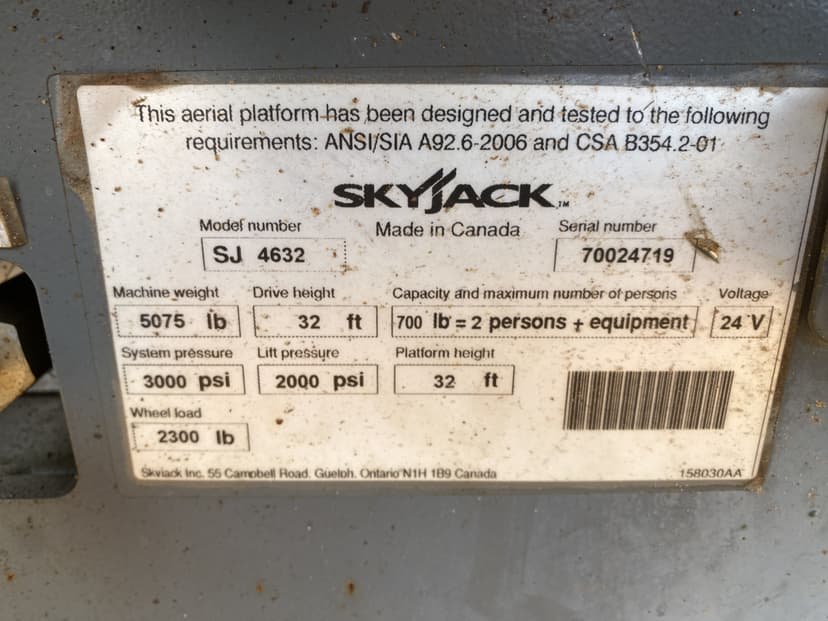 This aerial platform has been designed and tested to the following
requirements: ANSI/SIA A92.6-2006 and CSA B354.2-01
SKYJACK™
Model number Made in Canada Serial number
SJ 4632 70024719
Machine weight Drive height Capacity and maximum number of persons Voltage
5075 lb 32 ft 700 lb = 2 persons + equipment 24 V
System pressure Lift pressure Platform height
3000 psi 2000 psi 32 ft
Wheel load
2300 lb
Skyjack Inc. 55 Campbell Road, Guelph, Ontario N1H 1B9 Canada 158030AA